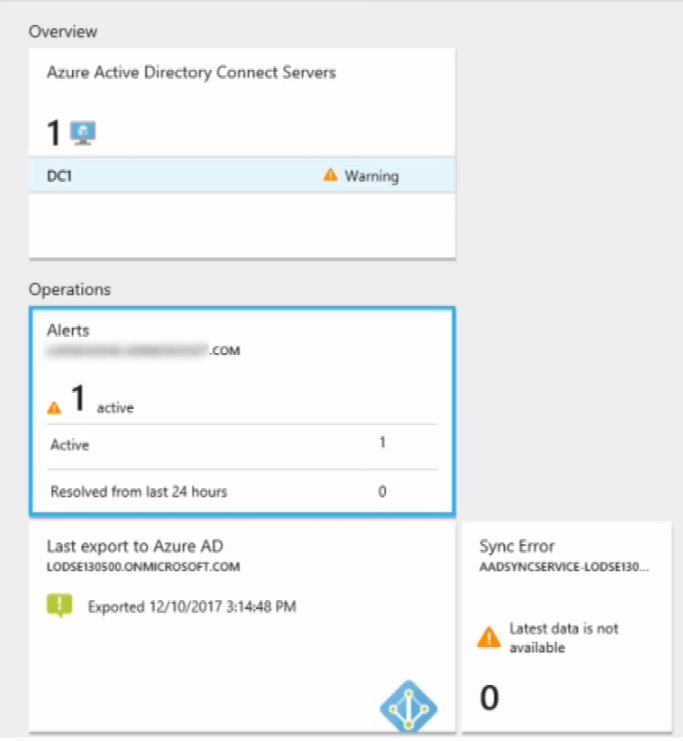 Overview
Azure Active Directory Connect Servers
1
DC1 Warning
Operations
Alerts
.COM
1 active
Active 1
Resolved from last 24 hours 0
Last export to Azure AD
LODSE130500.ONMICROSOFT.COM
Exported 12/10/2017 3:14:48 PM
Sync Error
AADSYNCSERVICE-LODSE130...
Latest data is not
available
0